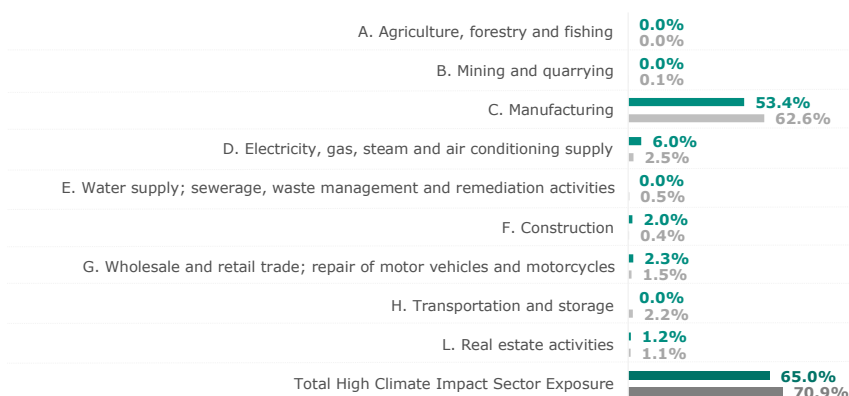 A. Agriculture, forestry and fishing
0.0%
0.0%
B. Mining and quarrying
0.0%
0.1%
C. Manufacturing
53.4%
62.6%
D. Electricity, gas, steam and air conditioning supply
6.0%
2.5%
E. Water supply; sewerage, waste management and remediation activities
0.0%
0.5%
F. Construction
2.0%
0.4%
G. Wholesale and retail trade; repair of motor vehicles and motorcycles
2.3%
1.5%
H. Transportation and storage
0.0%
2.2%
L. Real estate activities
1.2%
1.1%
Total High Climate Impact Sector Exposure
65.0%
70.9%